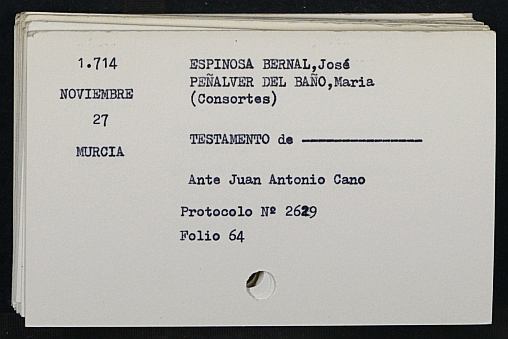 1.714
NOVIEMBRE
27
MURCIA
ESPINOSA BERNAL,José
PEÑALVER DEL BAÑO,Maria
(Consortes)
TESTAMENTO de ----------------
Ante Juan Antonio Cano
Protocolo Nº 2629
Folio 64